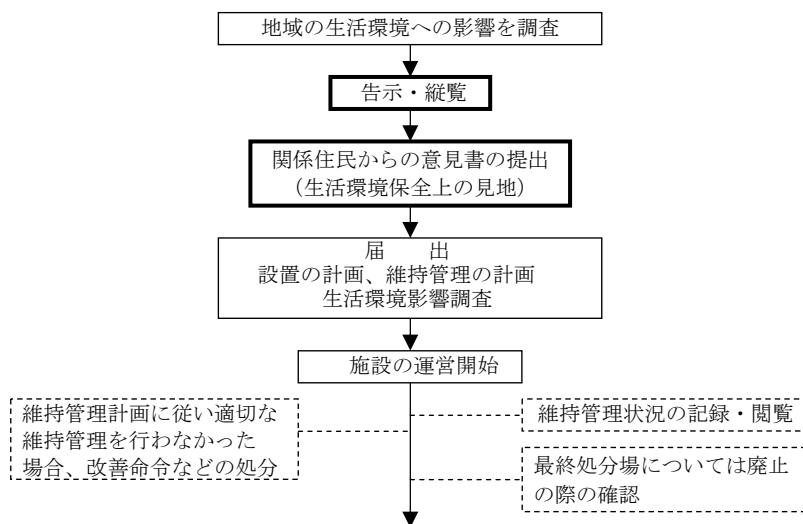 地域の生活環境への影響を調査
告示・縦覧
関係住民からの意見書の提出
（生活環境保全上の見地）
届　　出
設置の計画、維持管理の計画
生活環境影響調査
施設の運営開始
維持管理計画に従い適切な
維持管理を行わなかった
場合、改善命令などの処分
維持管理状況の記録・閲覧
最終処分場については廃止
の際の確認